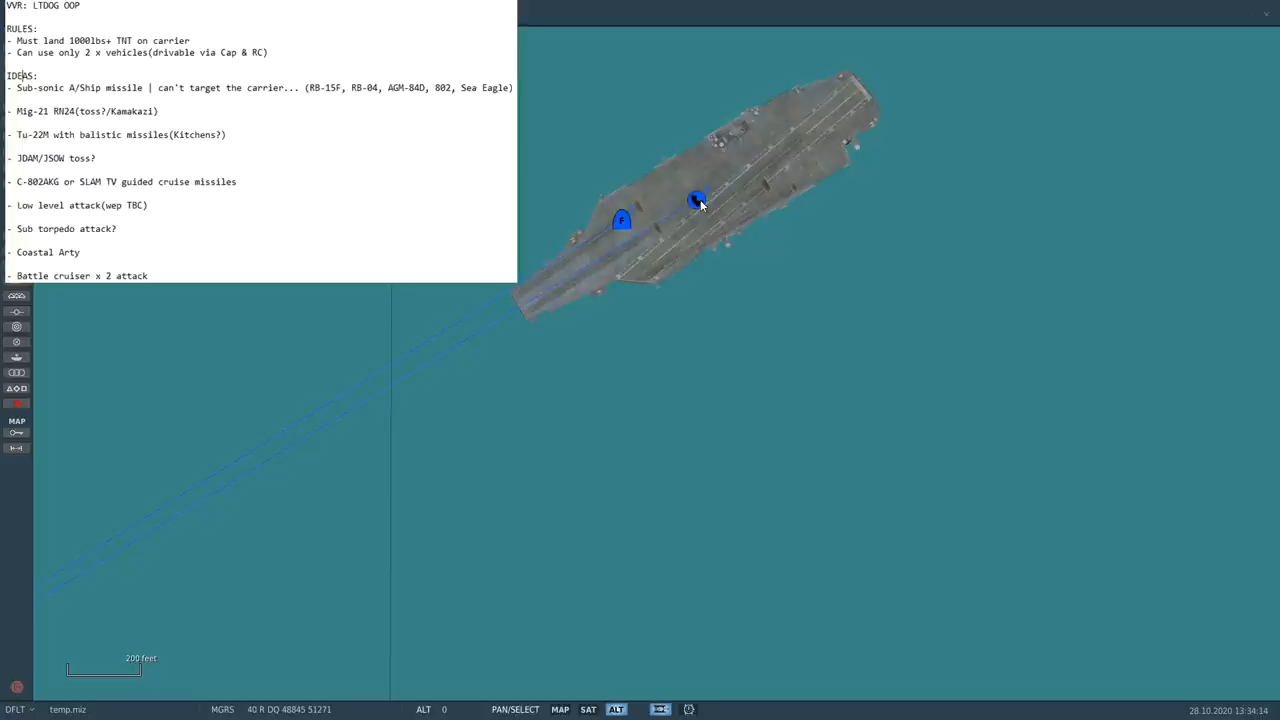 VVR: LTDOG OOP
RULES:
- Must land 1000lbs+ TNT on carrier
- Can use only 2 x vehicles(drivable via Cap & RC)
IDEAS:
- Sub-sonic A/Ship missile | can't target the carrier... (RB-15F, RB-04, AGM-84D, 802, Sea Eagle)
- Mig-21 RN24(toss?/Kamakazi)
- Tu-22M with balistic missiles(Kitchens?)
- JDAM/JSOW toss?
- C-802AKG or SLAM TV guided cruise missiles
- Low level attack(wep TBC)
- Sub torpedo attack?
- Coastal Arty
- Battle cruiser x 2 attack
F
MAP
200 feet
DFLT temp.miz MGRS 40 R DQ 48845 51271 ALT 0 PAN/SELECT MAP SAT ALT 28.10.2020 13:34:14